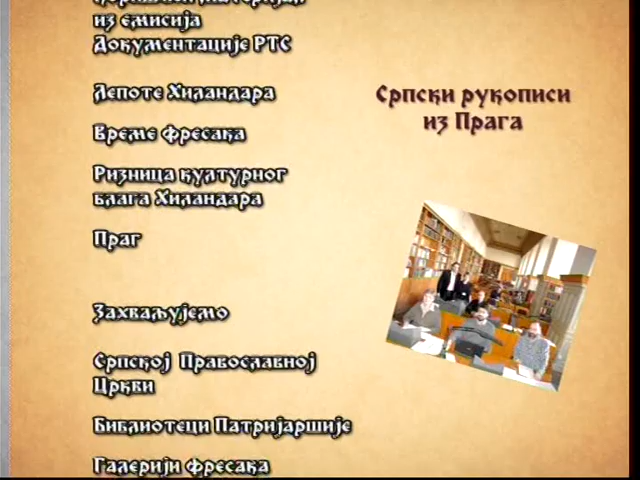 из емисија
Документације РТС
Лепоте Хиландара
Време фресака
Ризница културног
блага Хиландара
Праг
Захваљујемо
Српској Православној
Цркви
Библиотеци Патријаршије
Галерији фресака
Српски рукописи
из Прага